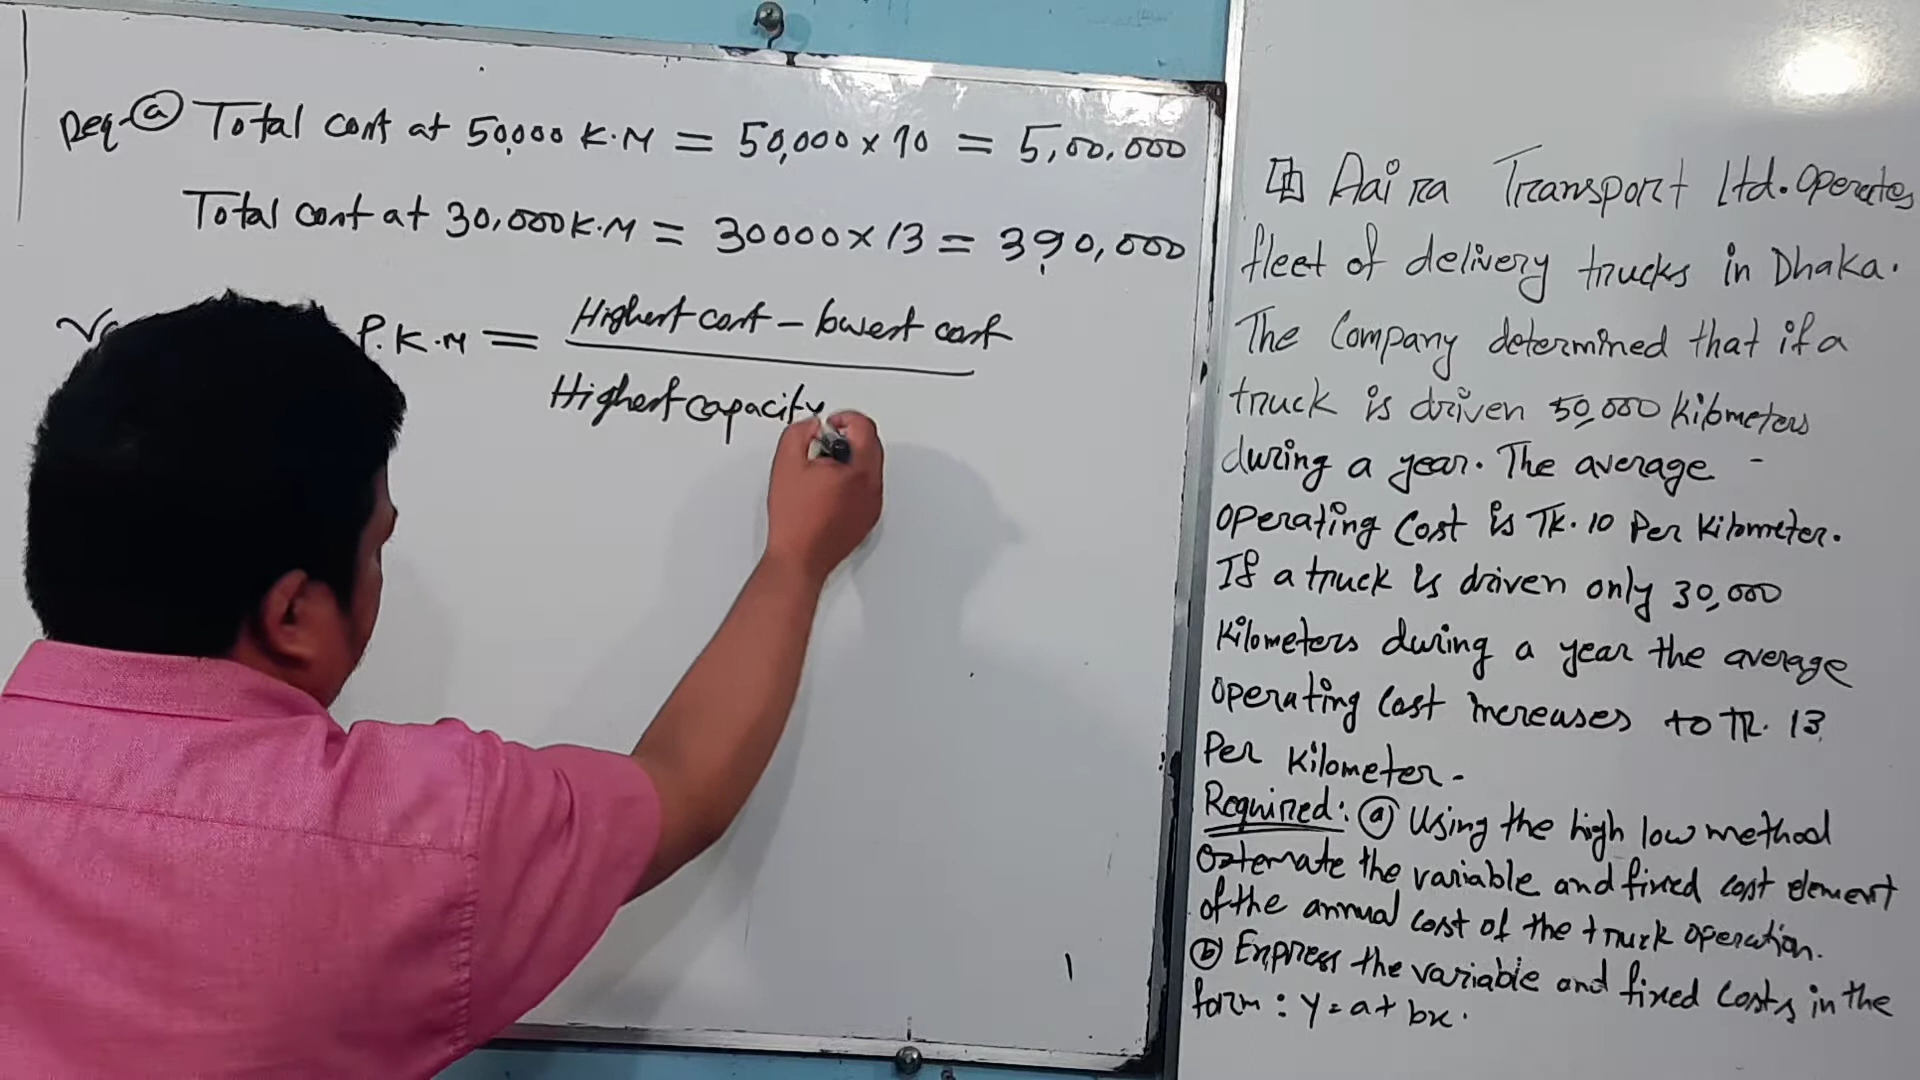 Req-ⓐ Total cost at 50,000 K.M = 50,000 × 10 = 5,00,000
Total cost at 30,000 K.M = 30000 × 13 = 390,000
P.K.M = Highest cost - lowest cost
Highest capacity
Aaira Transport Ltd. Operates
fleet of delivery trucks in Dhaka.
The Company determined that if a
truck is driven 50,000 kilometers
during a year. The average -
operating Cost is Tk. 10 Per Kilometer.
If a truck is driven only 30,000
Kilometers during a year the average
operating Cost increases to TK. 13
Per Kilometer -
Required: ⓐ Using the high low method
the variable and fixed cost element
of the annual cost of the truck operation.
ⓑ Express the variable and fixed Costs in the
form : Y = a + bx.